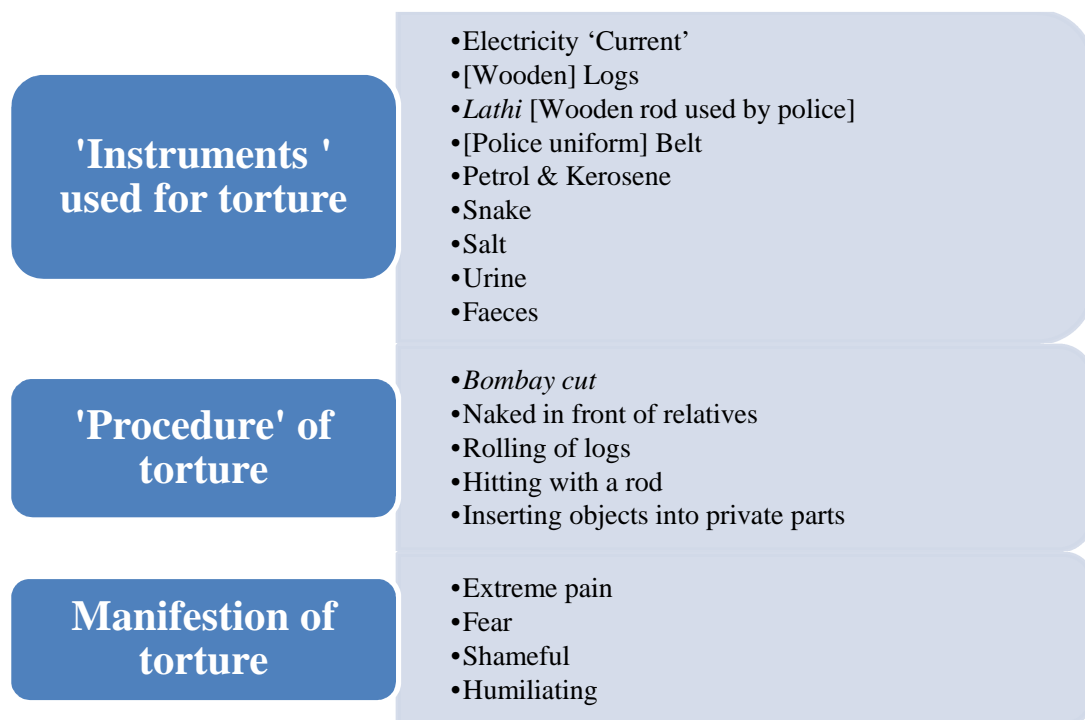 'Instruments '
used for torture
•Electricity ‘Current’
•[Wooden] Logs
•Lathi [Wooden rod used by police]
•[Police uniform] Belt
•Petrol & Kerosene
•Snake
•Salt
•Urine
•Faeces
'Procedure' of
torture
•Bombay cut
•Naked in front of relatives
•Rolling of logs
•Hitting with a rod
•Inserting objects into private parts
Manifestion of
torture
•Extreme pain
•Fear
•Shameful
•Humiliating